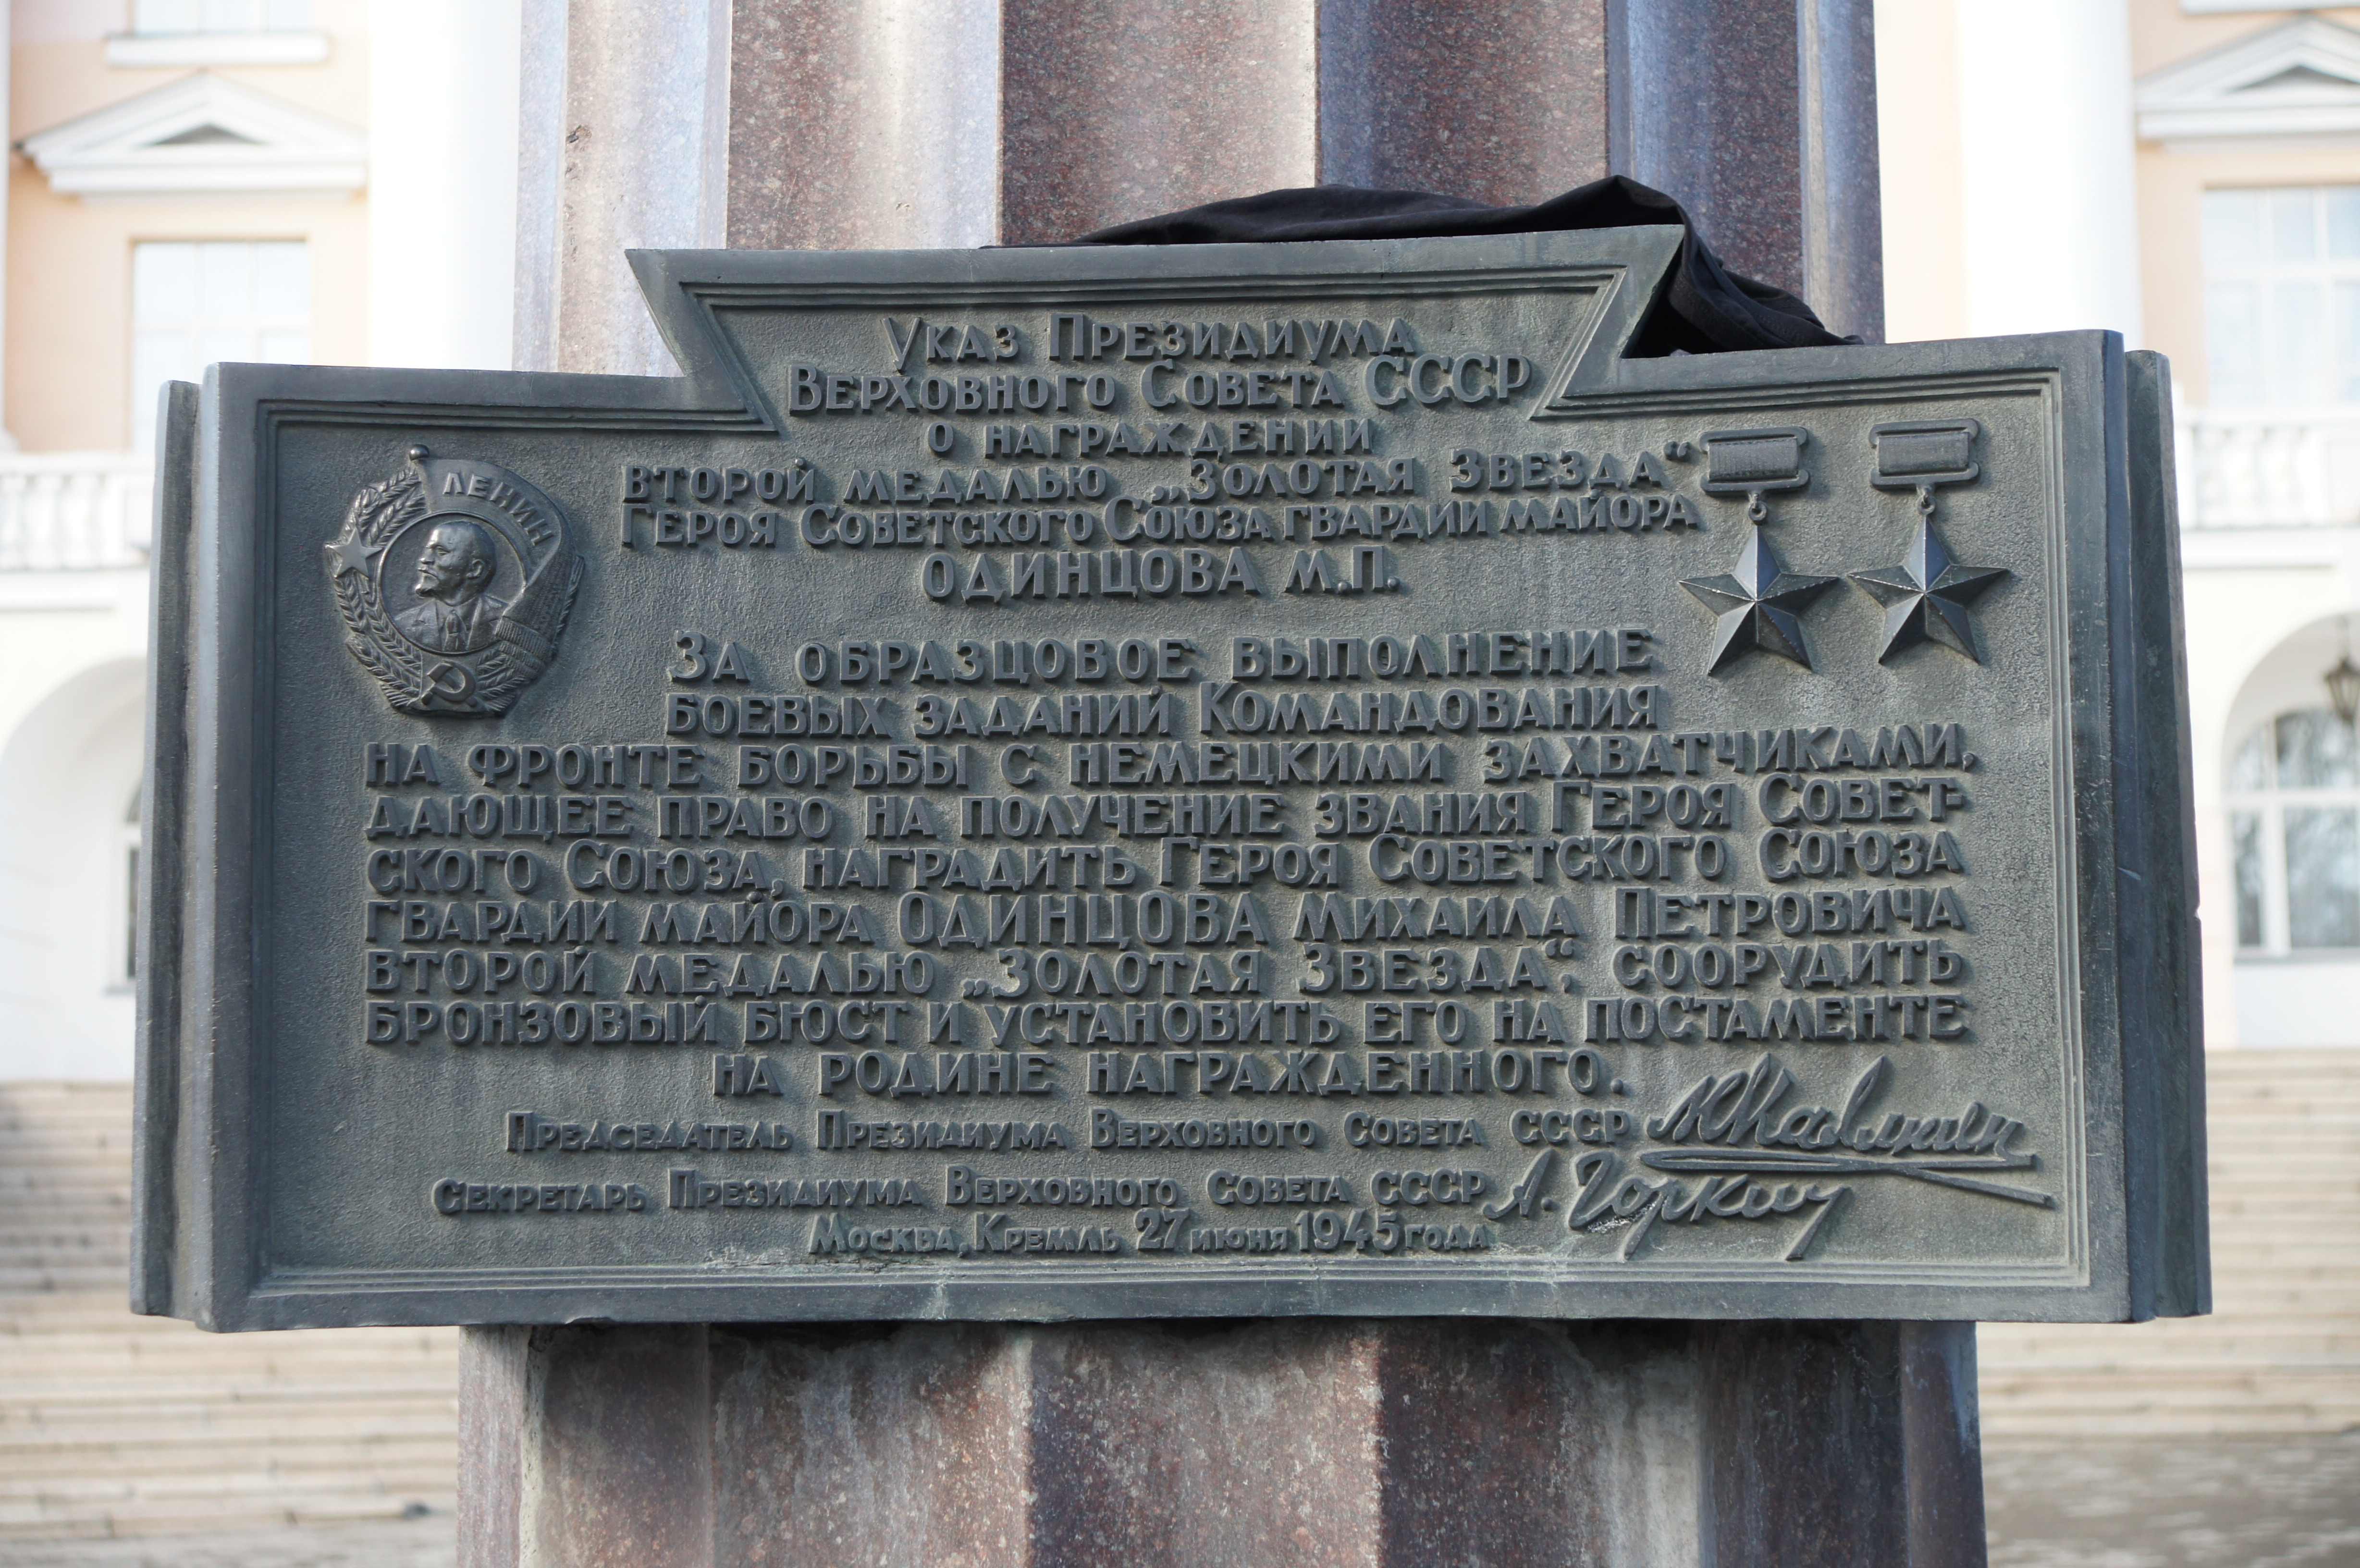 Указ Президиума
Верховного Совета СССР
о награждении
второй медалью „Золотая Звезда“
Героя Советского Союза гвардии майора
ОДИНЦОВА М.П.
ЛЕНИН
За образцовое выполнение
боевых заданий Командования
на фронте борьбы с немецкими захватчиками,
дающее право на получение звания Героя Совет-
ского Союза, наградить Героя Советского Союза
гвардии майора ОДИНЦОВА Михаила Петровича
второй медалью „Золотая Звезда“, соорудить
бронзовый бюст и установить его на постаменте
на родине награжденного.
Председатель Президиума Верховного Совета СССР М Калинин
Секретарь Президиума Верховного Совета СССР А. Горкин
Москва, Кремль 27 июня 1945 года